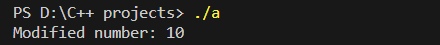 PS D:\C++ projects> ./a
Modified number: 10